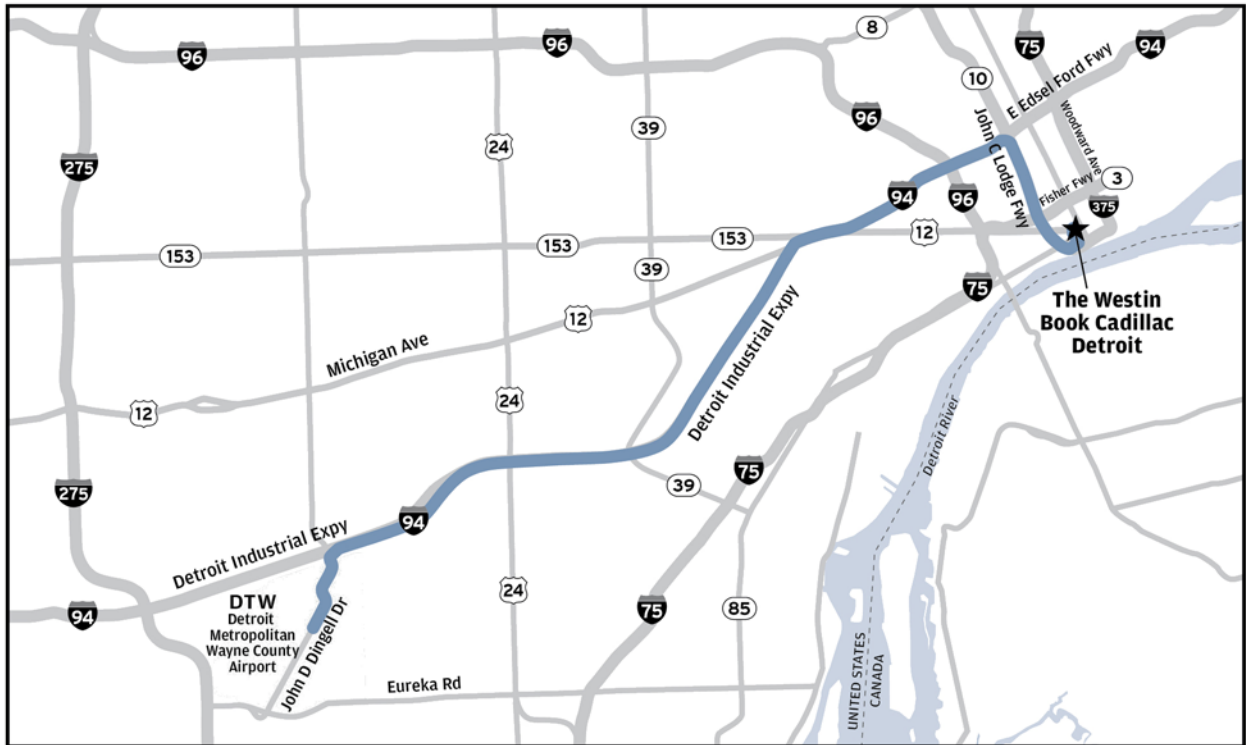 8
75
94
96
96
10
E Edsel Ford Fwy
Woodward Ave
39
96
John C Lodge Fwy
24
275
3
Fisher Fwy
94
96
375
12
153
153
153
39
75
The Westin
Book Cadillac
Detroit
12
Michigan Ave
Detroit Industrial Expy
24
12
Detroit River
75
39
275
94
Detroit Industrial Expy
24
DTW
Detroit
Metropolitan
Wayne County
Airport
John D Dingell Dr
94
75
85
Eureka Rd
UNITED STATES
CANADA